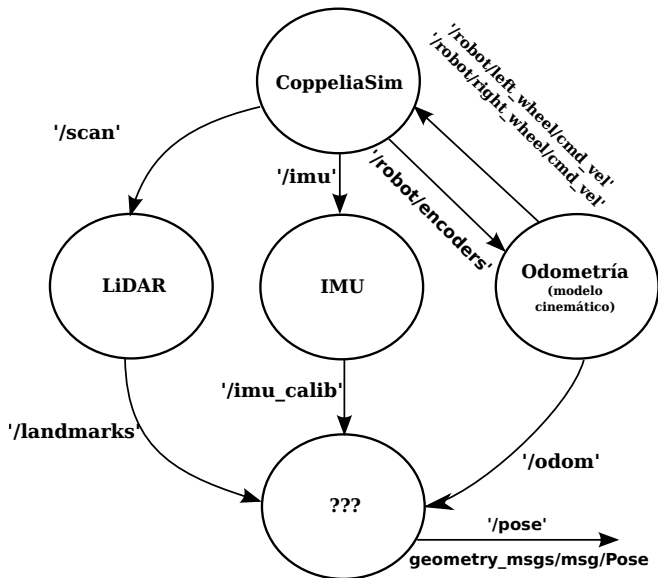 CoppeliaSim
'/robot/left_wheel/cmd_vel'
'/robot/right_wheel/cmd_vel'
'/scan'
'/imu'
'/robot/encoders'
LiDAR
IMU
Odometría
(modelo
cinemático)
'/landmarks'
'/imu_calib'
'/odom'
???
'/pose'
geometry_msgs/msg/Pose